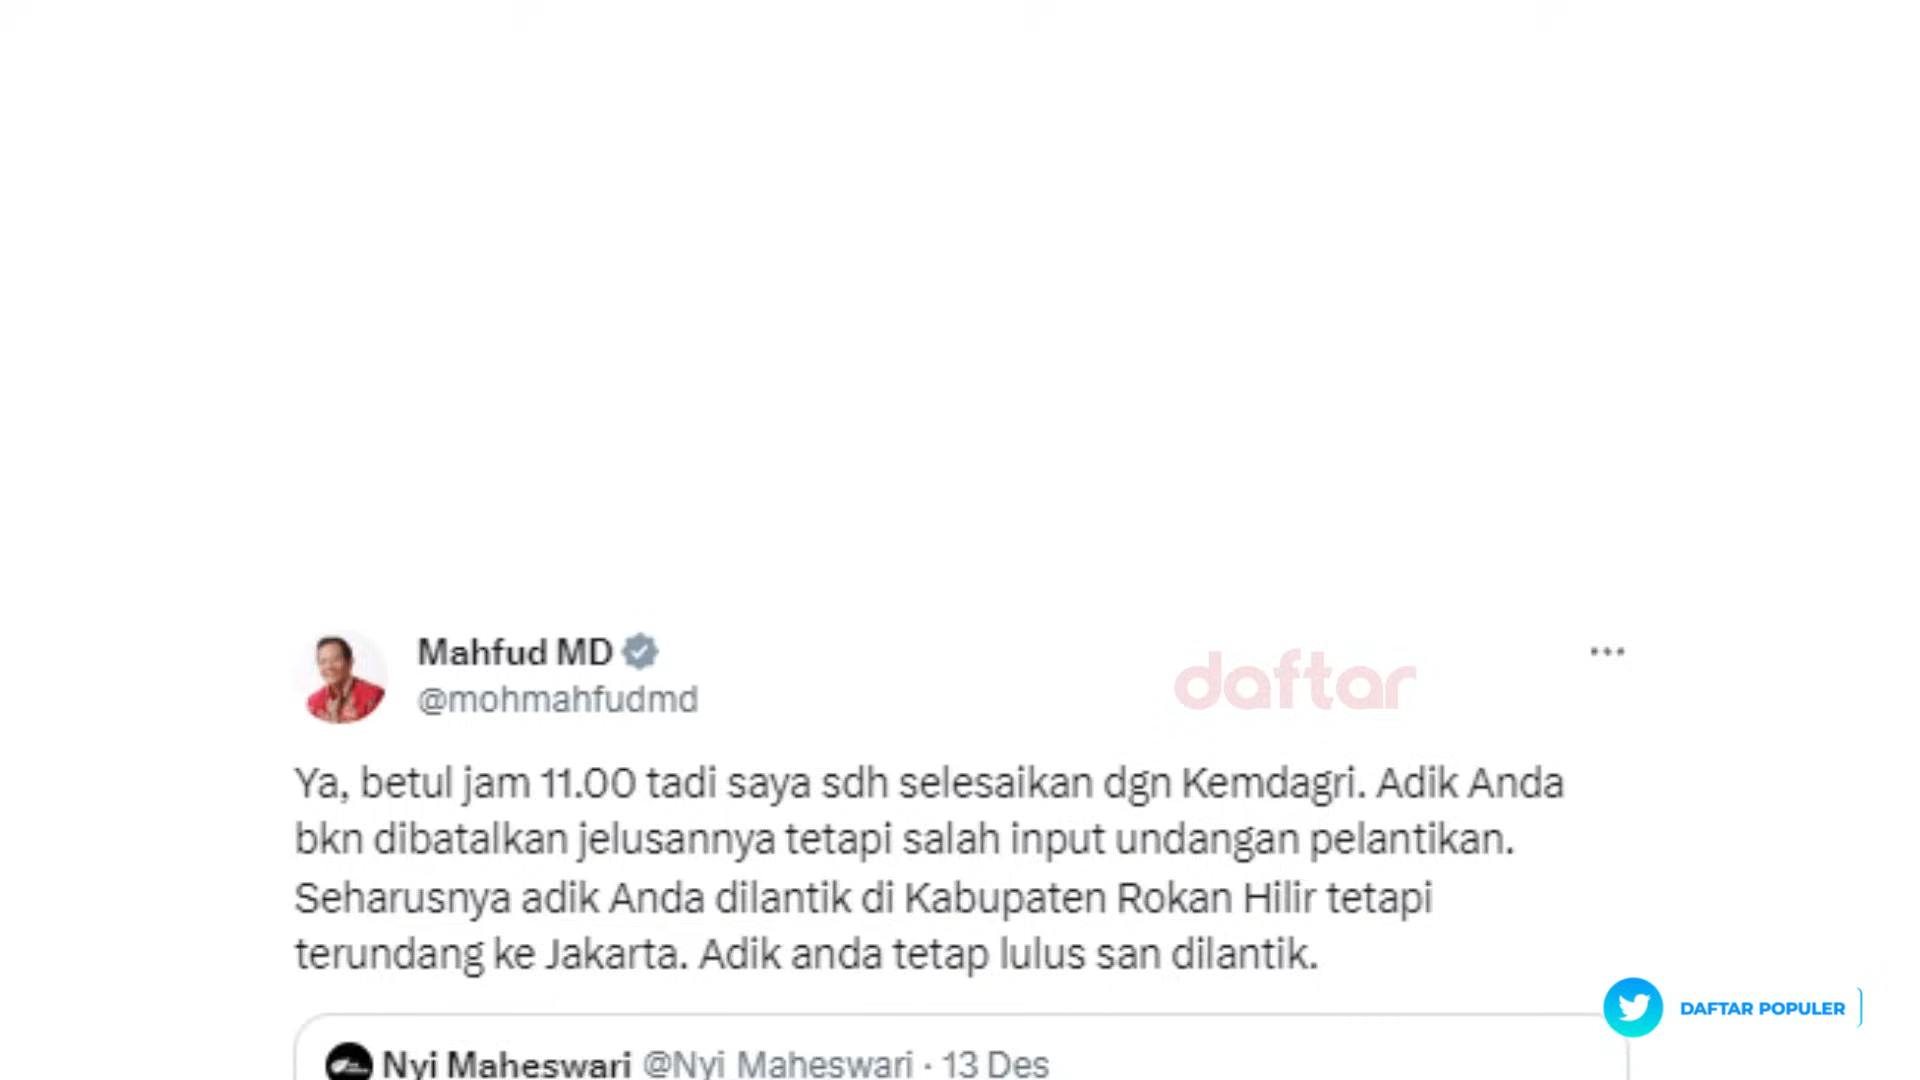 Mahfud MD
@mohmahfudmd
daftar
Ya, betul jam 11.00 tadi saya sdh selesaikan dgn Kemdagri. Adik Anda
bkn dibatalkan jelusannya tetapi salah input undangan pelantikan.
Seharusnya adik Anda dilantik di Kabupaten Rokan Hilir tetapi
terundang ke Jakarta. Adik anda tetap lulus san dilantik.
DAFTAR POPULER
Nyi Maheswari @Nyi_Maheswari · 13 Des